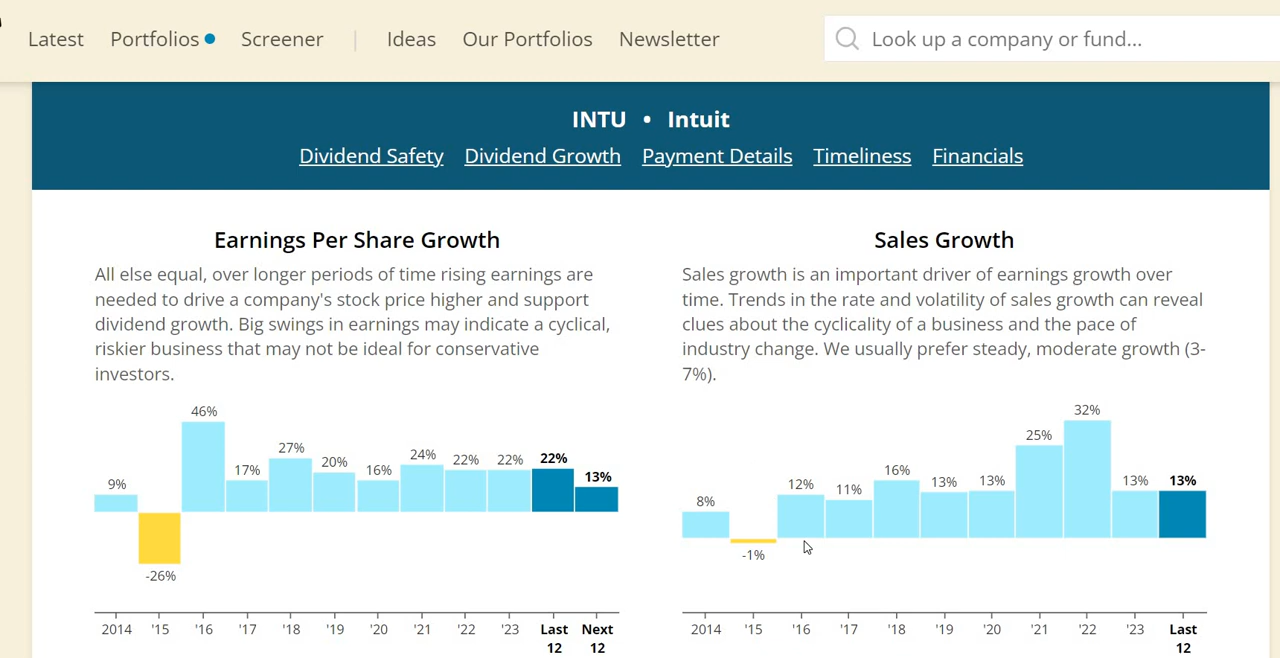 Latest Portfolios Screener Ideas Our Portfolios Newsletter Look up a company or fund...
INTU • Intuit
Dividend Safety Dividend Growth Payment Details Timeliness Financials
Earnings Per Share Growth
All else equal, over longer periods of time rising earnings are
needed to drive a company's stock price higher and support
dividend growth. Big swings in earnings may indicate a cyclical,
riskier business that may not be ideal for conservative
investors.
46%
27%
24%
22%
22%
22%
20%
17%
16%
13%
9%
-26%
2014 '15 '16 '17 '18 '19 '20 '21 '22 '23 Last Next
12 12
Sales Growth
Sales growth is an important driver of earnings growth over
time. Trends in the rate and volatility of sales growth can reveal
clues about the cyclicality of a business and the pace of
industry change. We usually prefer steady, moderate growth (3-
7%).
32%
25%
16%
13%
13%
13%
13%
12%
11%
8%
-1%
2014 '15 '16 '17 '18 '19 '20 '21 '22 '23 Last
12